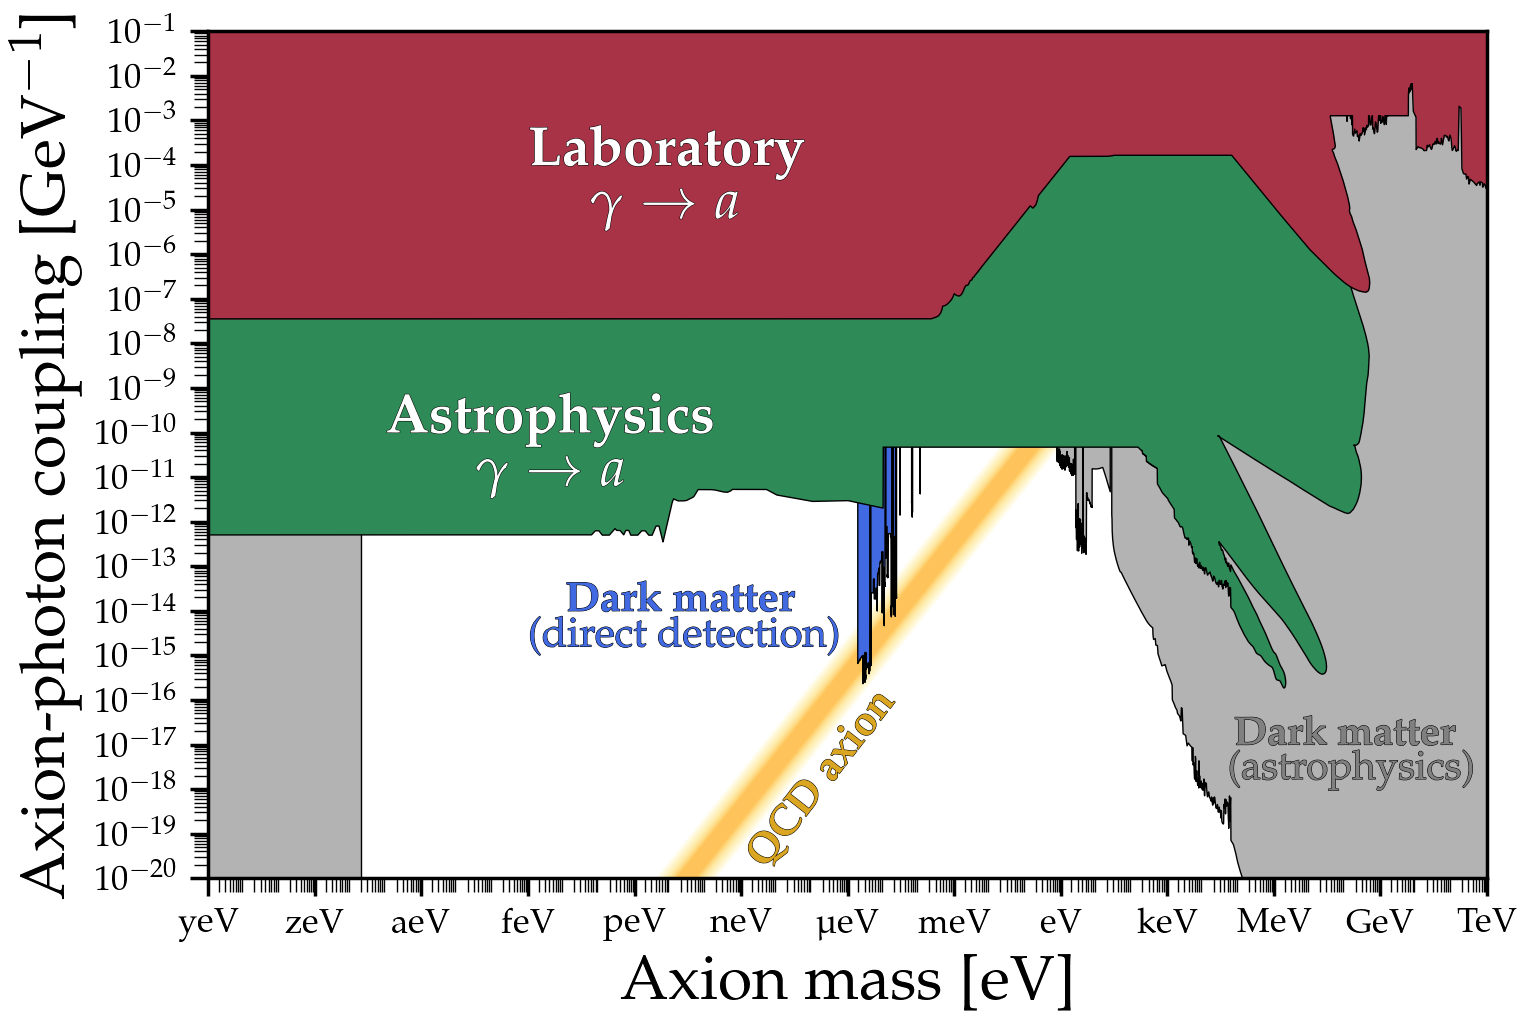 Axion-photon coupling [GeV⁻¹]
10⁻¹
10⁻²
10⁻³
10⁻⁴
10⁻⁵
10⁻⁶
10⁻⁷
10⁻⁸
10⁻⁹
10⁻¹⁰
10⁻¹¹
10⁻¹²
10⁻¹³
10⁻¹⁴
10⁻¹⁵
10⁻¹⁶
10⁻¹⁷
10⁻¹⁸
10⁻¹⁹
10⁻²⁰
Laboratory
γ → a
Astrophysics
γ → a
Dark matter
(direct detection)
QCD axion
Dark matter
(astrophysics)
yeV zeV aeV feV peV neV µeV meV eV keV MeV GeV TeV
Axion mass [eV]